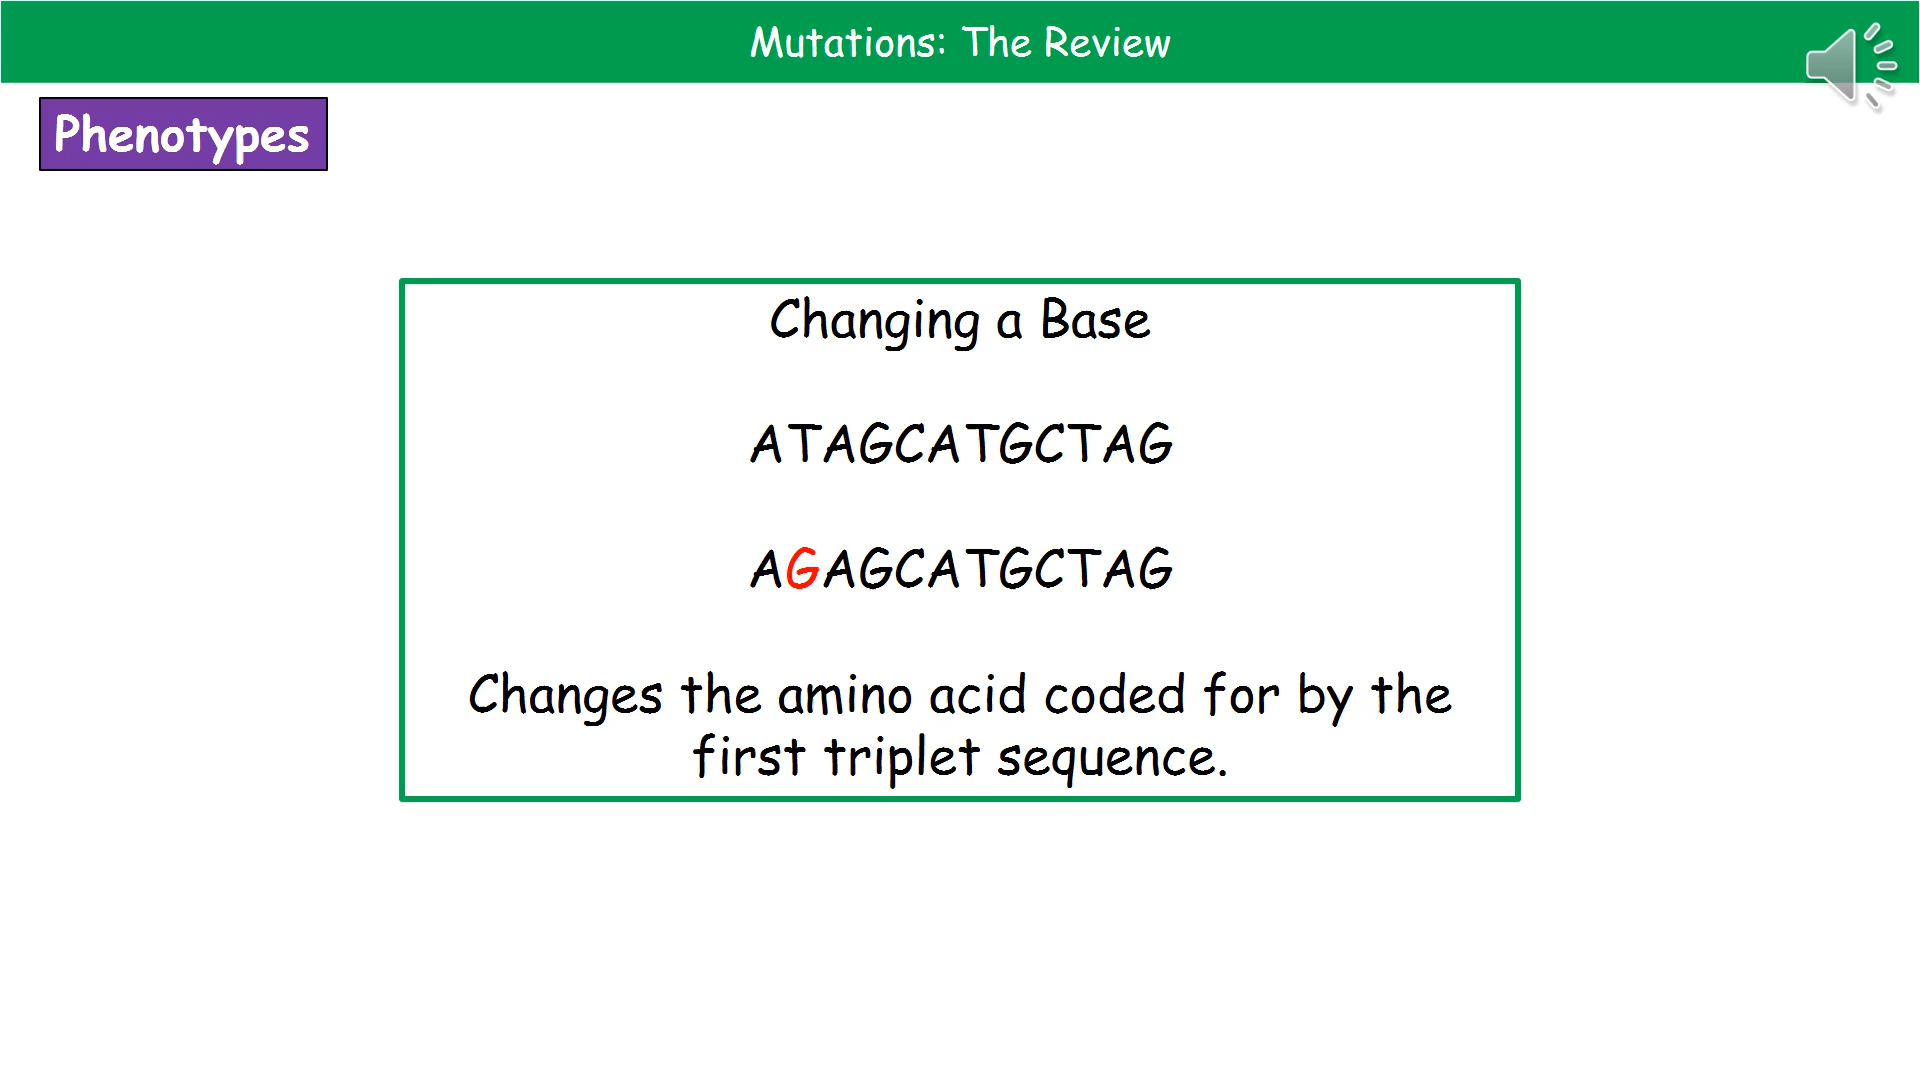 Mutations: The Review
Phenotypes
Changing a Base
ATAGCATGCTAG
AGAGCATGCTAG
Changes the amino acid coded for by the
first triplet sequence.